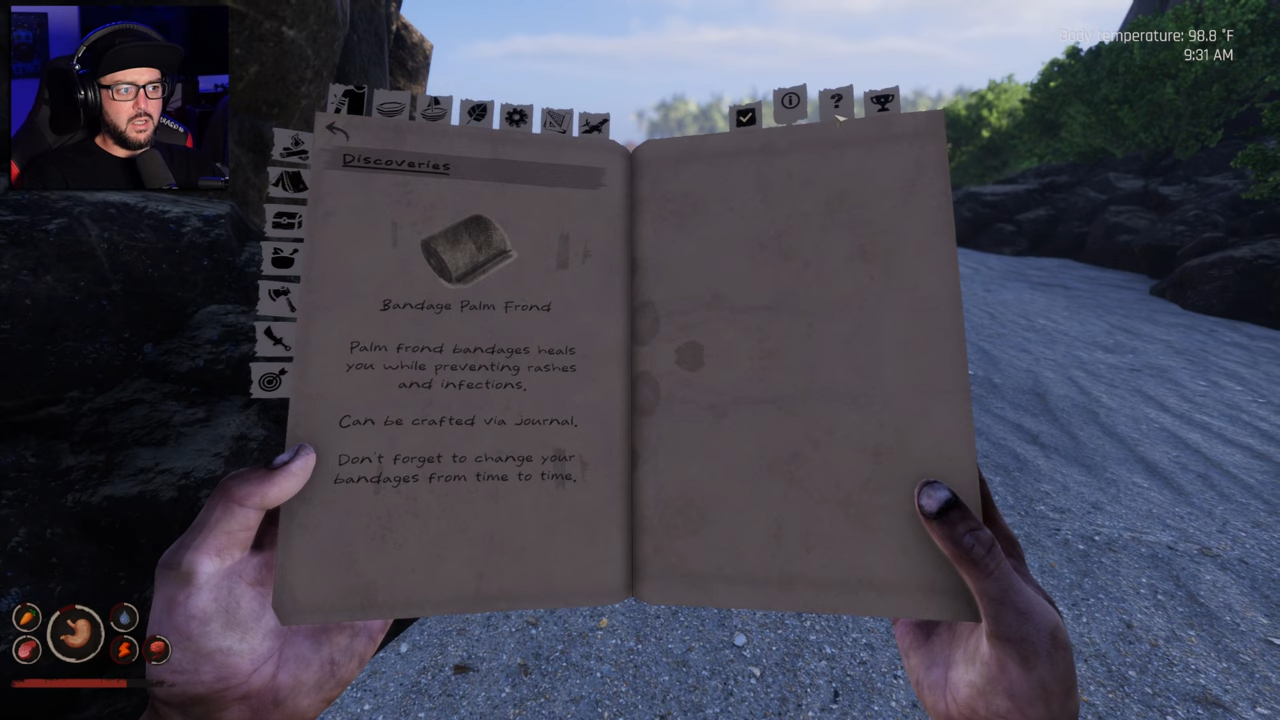 Body temperature: 98.8 °F
9:31 AM
Discoveries
Bandage Palm Frond
Palm frond bandages heals
you while preventing rashes
and infections.
Can be crafted via journal.
Don't forget to change your
bandages from time to time.